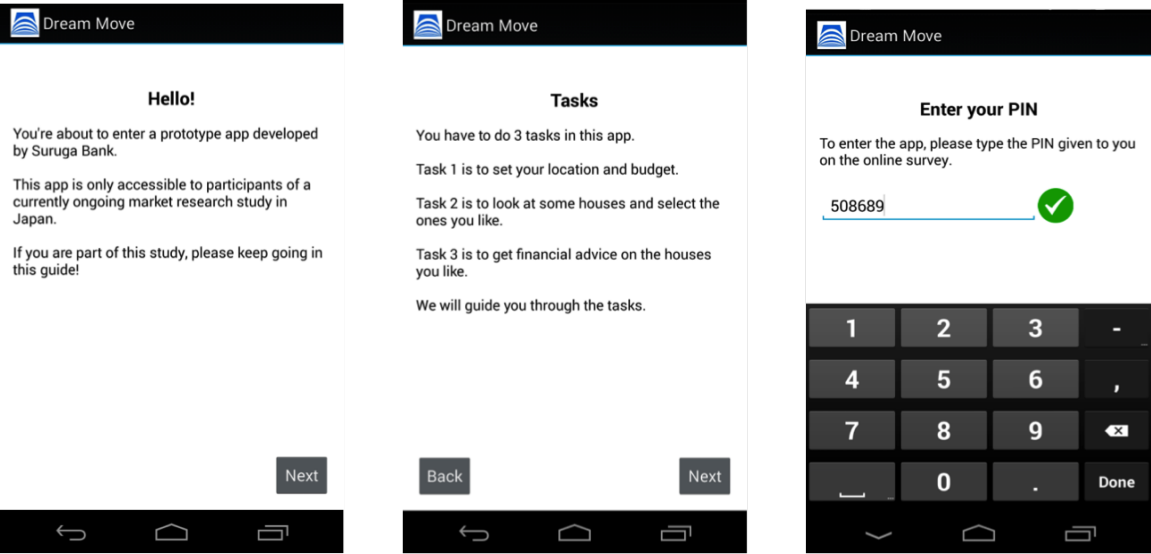 Dream Move
Hello!
You're about to enter a prototype app developed
by Suruga Bank.
This app is only accessible to participants of a
currently ongoing market research study in
Japan.
If you are part of this study, please keep going in
this guide!
Next
Dream Move
Tasks
You have to do 3 tasks in this app.
Task 1 is to set your location and budget.
Task 2 is to look at some houses and select the
ones you like.
Task 3 is to get financial advice on the houses
you like.
We will guide you through the tasks.
Back Next
Dream Move
Enter your PIN
To enter the app, please type the PIN given to you
on the online survey.
508689
1 2 3 -
4 5 6 ,
7 8 9
0 . Done